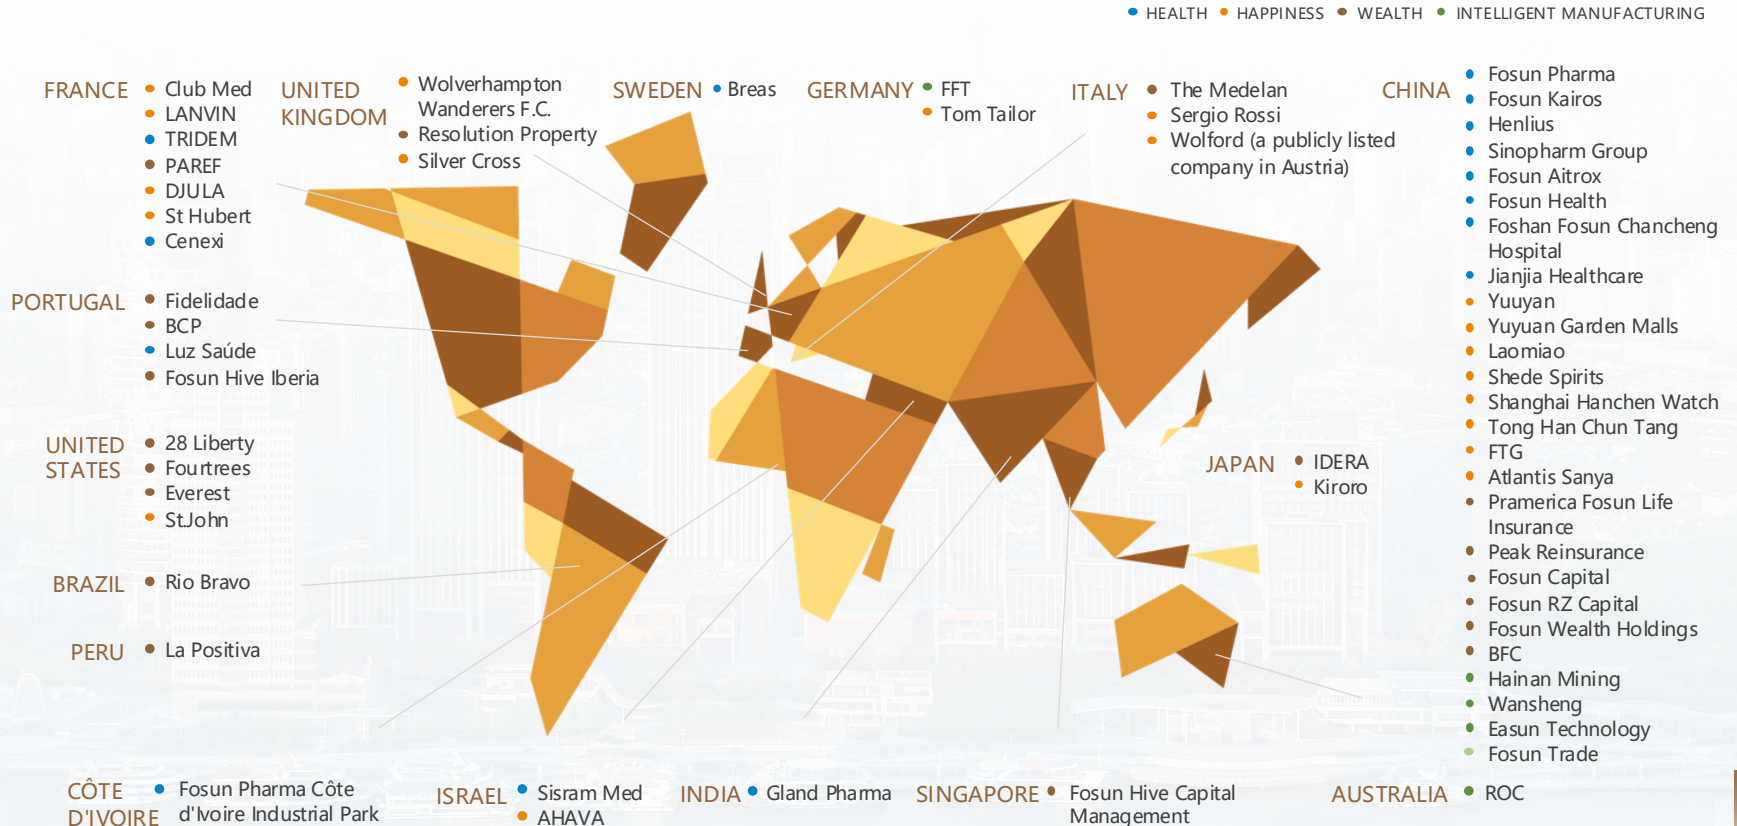 HEALTH HAPPINESS WEALTH INTELLIGENT MANUFACTURING
FRANCE
Club Med
LANVIN
TRIDEM
PAREF
DJULA
St Hubert
Cenexi
UNITED
KINGDOM
Wolverhampton
Wanderers F.C.
Resolution Property
Silver Cross
SWEDEN
Breas
GERMANY
FFT
Tom Tailor
ITALY
The Medelan
Sergio Rossi
Wolford (a publicly listed
company in Austria)
CHINA
Fosun Pharma
Fosun Kairos
Henlius
Sinopharm Group
Fosun Aitrox
Fosun Health
Foshan Fosun Chancheng
Hospital
Jianjia Healthcare
Yuuyan
Yuyuan Garden Malls
Laomiao
Shede Spirits
Shanghai Hanchen Watch
Tong Han Chun Tang
FTG
Atlantis Sanya
Pramerica Fosun Life
Insurance
Peak Reinsurance
Fosun Capital
Fosun RZ Capital
Fosun Wealth Holdings
BFC
Hainan Mining
Wansheng
Easun Technology
Fosun Trade
PORTUGAL
Fidelidade
BCP
Luz Saúde
Fosun Hive Iberia
UNITED
STATES
28 Liberty
Fourtrees
Everest
St.John
JAPAN
IDERA
Kiroro
BRAZIL
Rio Bravo
PERU
La Positiva
CÔTE
D'IVOIRE
Fosun Pharma Côte
d'Ivoire Industrial Park
ISRAEL
Sisram Med
AHAVA
INDIA
Gland Pharma
SINGAPORE
Fosun Hive Capital
Management
AUSTRALIA
ROC